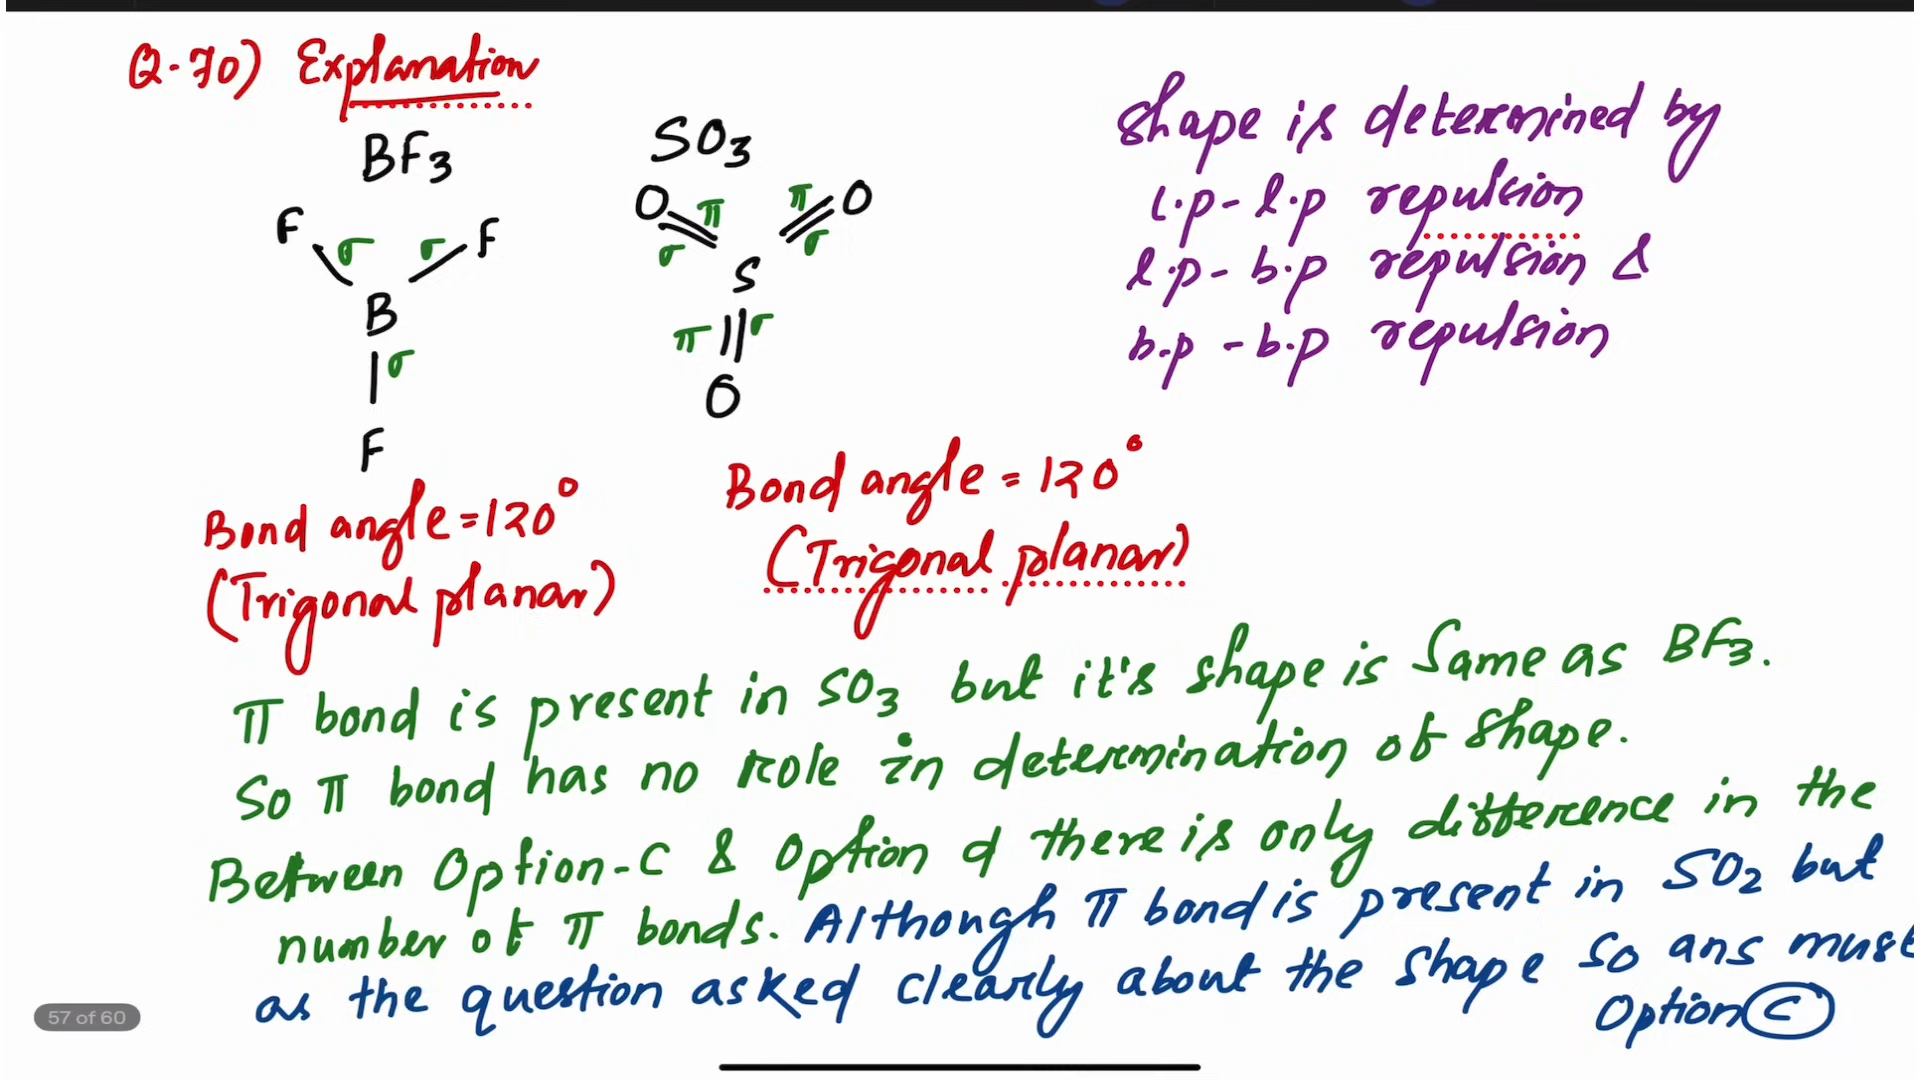 Q-70) Explanation
BF3
F σ σ F
B
σ
F
Bond angle=120°
(Trigonal planar)
SO3
O π π O
σ σ
S
π σ
O
Bond angle = 120°
(Trigonal planar)
shape is determined by
l.p- l.p repulsion
l.p- b.p repulsion &
b.p - b.p repulsion
π bond is present in SO3 but it's shape is Same as BF3.
So π bond has no role in determination of shape.
Between Option-C & option d there is only difference in the
number of π bonds. Although π bond is present in SO2 but
as the question asked clearly about the shape so ans must
Option C
57 of 60